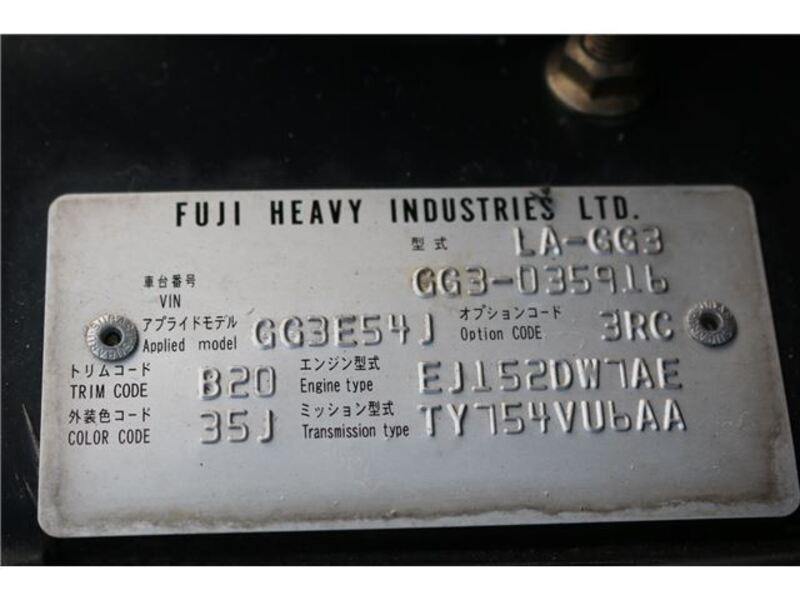 FUJI HEAVY INDUSTRIES LTD.
型式 LA-GG3
車台番号 VIN GG3-035916
アプライドモデル Applied model GG3E54J オプションコード Option CODE 3RC
トリムコード TRIM CODE B20 エンジン型式 Engine type EJ152DW7AE
外装色コード COLOR CODE 35J ミッション型式 Transmission type TY754VU6AA